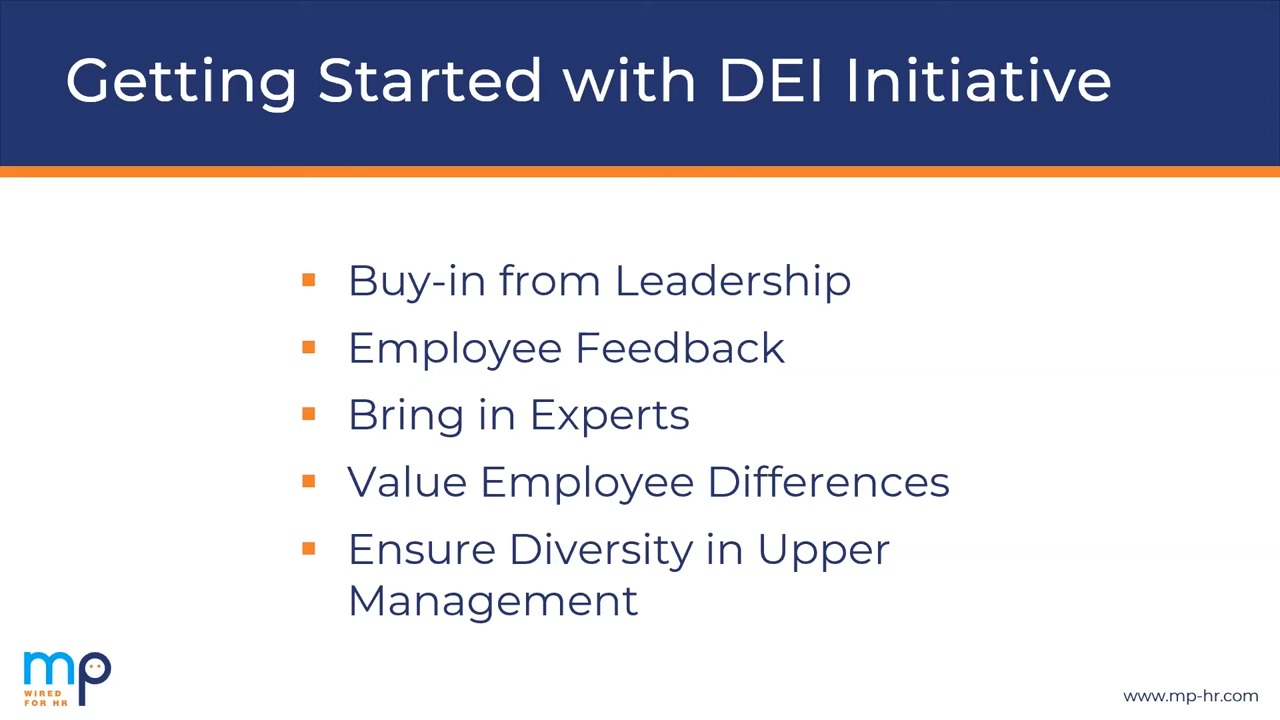 Getting Started with DEI Initiative
Buy-in from Leadership
Employee Feedback
Bring in Experts
Value Employee Differences
Ensure Diversity in Upper
Management
mp
WIRED
FOR HR
www.mp-hr.com